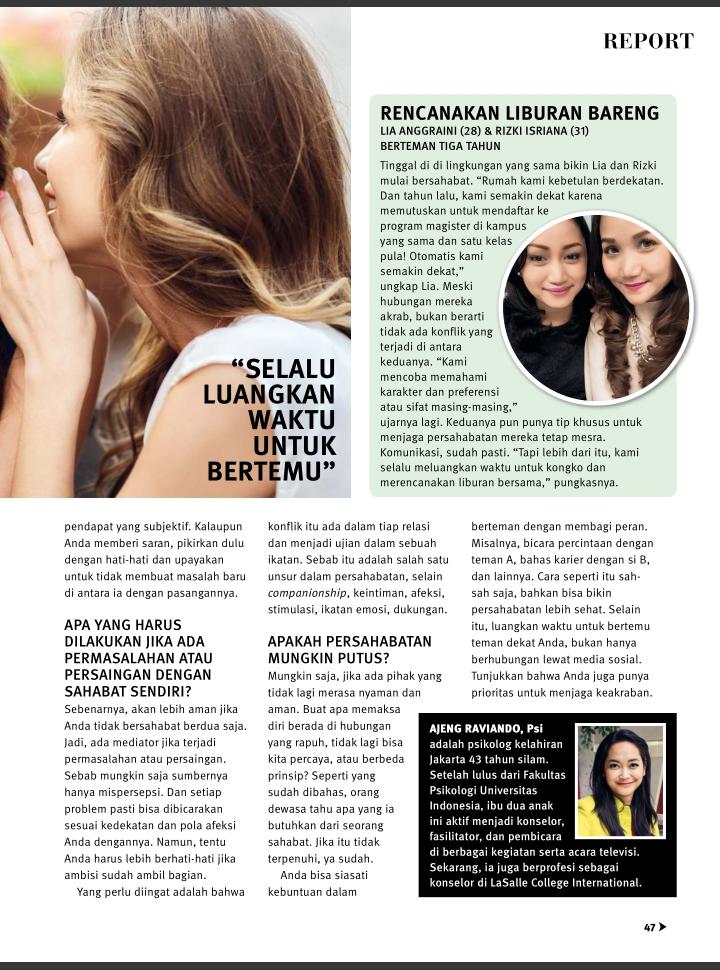 REPORT
RENCANAKAN LIBURAN BARENG
LIA ANGGRAINI (28) & RIZKI ISRIANA (31)
BERTEMAN TIGA TAHUN
Tinggal di di lingkungan yang sama bikin Lia dan Rizki
mulai bersahabat. “Rumah kami kebetulan berdekatan.
Dan tahun lalu, kami semakin dekat karena
memutuskan untuk mendaftar ke
program magister di kampus
yang sama dan satu kelas
pula! Otomatis kami
semakin dekat,”
ungkap Lia. Meski
hubungan mereka
akrab, bukan berarti
tidak ada konflik yang
terjadi di antara
keduanya. “Kami
mencoba memahami
karakter dan preferensi
atau sifat masing-masing,”
ujarnya lagi. Keduanya pun punya tip khusus untuk
menjaga persahabatan mereka tetap mesra.
Komunikasi, sudah pasti. “Tapi lebih dari itu, kami
selalu meluangkan waktu untuk kongko dan
merencanakan liburan bersama,” pungkasnya.
“SELALU
LUANGKAN
WAKTU
UNTUK
BERTEMU”
pendapat yang subjektif. Kalaupun
Anda memberi saran, pikirkan dulu
dengan hati-hati dan upayakan
untuk tidak membuat masalah baru
di antara ia dengan pasangannya.
APA YANG HARUS
DILAKUKAN JIKA ADA
PERMASALAHAN ATAU
PERSAINGAN DENGAN
SAHABAT SENDIRI?
Sebenarnya, akan lebih aman jika
Anda tidak bersahabat berdua saja.
Jadi, ada mediator jika terjadi
permasalahan atau persaingan.
Sebab mungkin saja sumbernya
hanya mispersepsi. Dan setiap
problem pasti bisa dibicarakan
sesuai kedekatan dan pola afeksi
Anda dengannya. Namun, tentu
Anda harus lebih berhati-hati jika
ambisi sudah ambil bagian.
Yang perlu diingat adalah bahwa
konflik itu ada dalam tiap relasi
dan menjadi ujian dalam sebuah
ikatan. Sebab itu adalah salah satu
unsur dalam persahabatan, selain
companionship, keintiman, afeksi,
stimulasi, ikatan emosi, dukungan.
APAKAH PERSAHABATAN
MUNGKIN PUTUS?
Mungkin saja, jika ada pihak yang
tidak lagi merasa nyaman dan
aman. Buat apa memaksa
diri berada di hubungan
yang rapuh, tidak lagi bisa
kita percaya, atau berbeda
prinsip? Seperti yang
sudah dibahas, orang
dewasa tahu apa yang ia
butuhkan dari seorang
sahabat. Jika itu tidak
terpenuhi, ya sudah.
Anda bisa siasati
kebuntuan dalam
berteman dengan membagi peran.
Misalnya, bicara percintaan dengan
teman A, bahas karier dengan si B,
dan lainnya. Cara seperti itu sah-
sah saja, bahkan bisa bikin
persahabatan lebih sehat. Selain
itu, luangkan waktu untuk bertemu
teman dekat Anda, bukan hanya
berhubungan lewat media sosial.
Tunjukkan bahwa Anda juga punya
prioritas untuk menjaga keakraban.
AJENG RAVIANDO, Psi
adalah psikolog kelahiran
Jakarta 43 tahun silam.
Setelah lulus dari Fakultas
Psikologi Universitas
Indonesia, ibu dua anak
ini aktif menjadi konselor,
fasilitator, dan pembicara
di berbagai kegiatan serta acara televisi.
Sekarang, ia juga berprofesi sebagai
konselor di LaSalle College International.
47